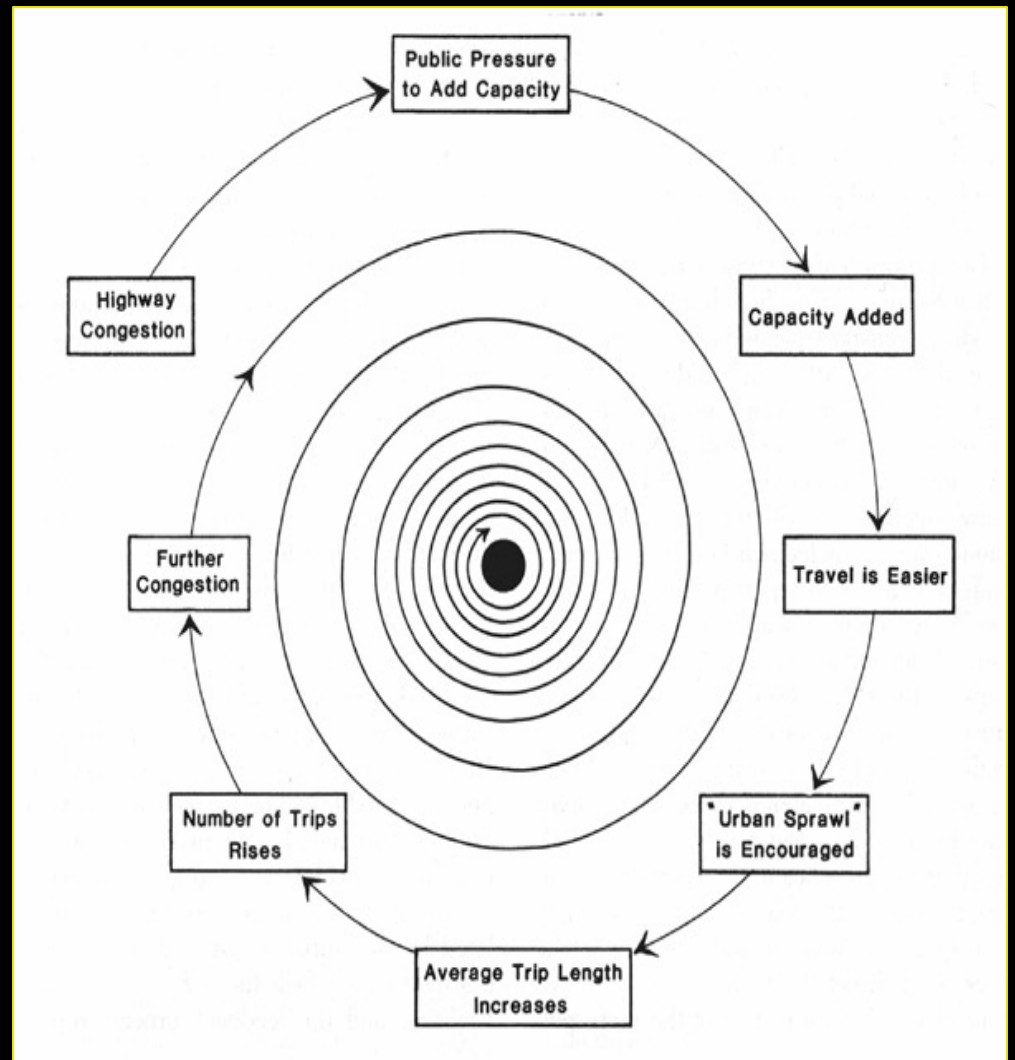 Public Pressure
to Add Capacity
Highway
Congestion
Capacity Added
Further
Congestion
Travel is Easier
Number of Trips
Rises
"Urban Sprawl"
is Encouraged
Average Trip Length
Increases